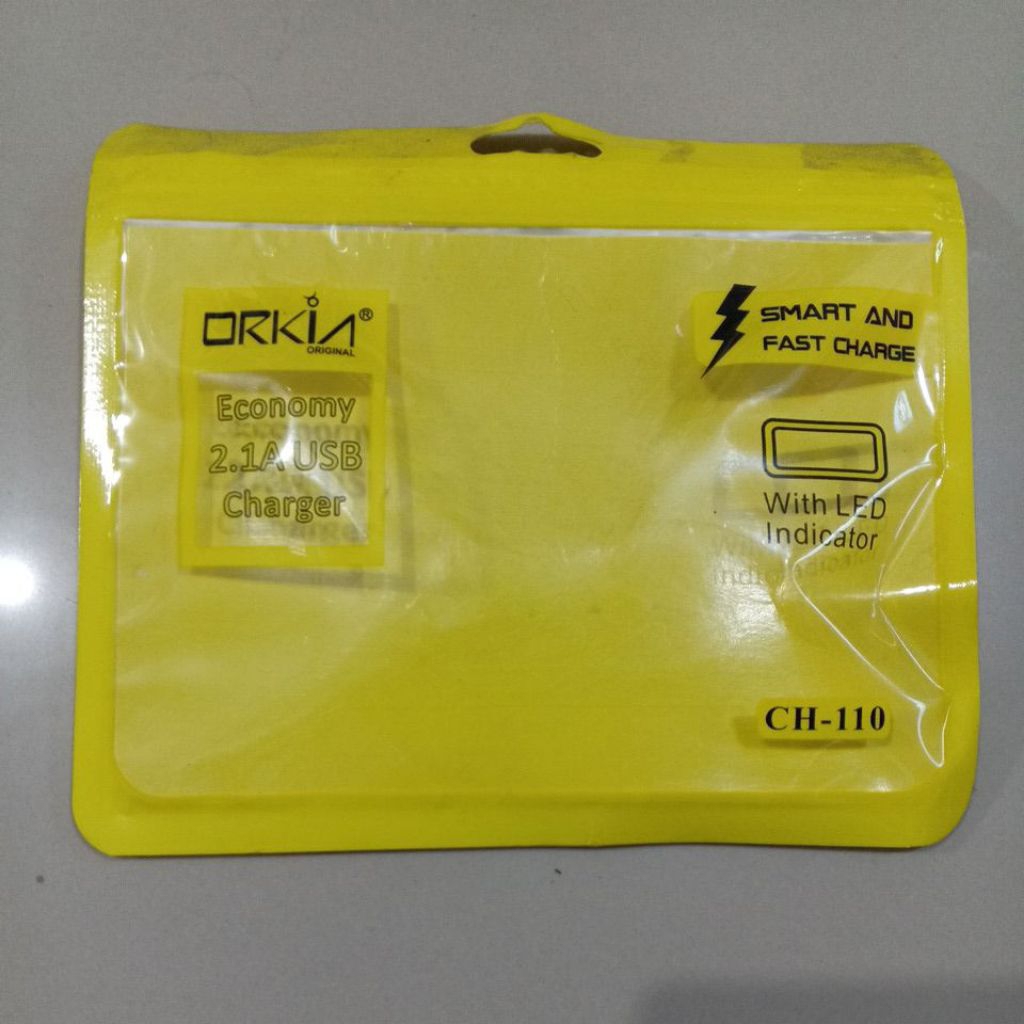 ORKIA®
ORIGINAL
Economy
2.1A USB
Charger
SMART AND
FAST CHARGE
With LED
Indicator
CH-110